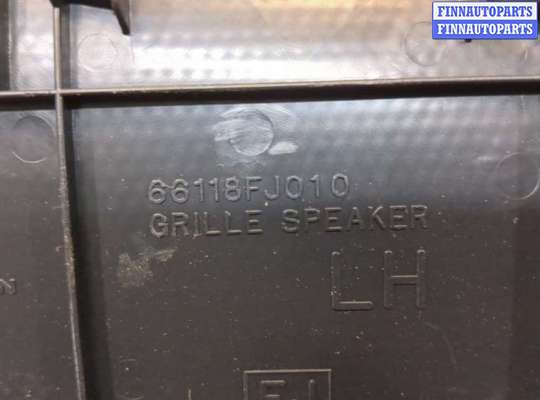 FINNAUTOPARTS
FINNAUTOPARTS
66118FJ010
GRILLE SPEAKER
LH
N
FJ